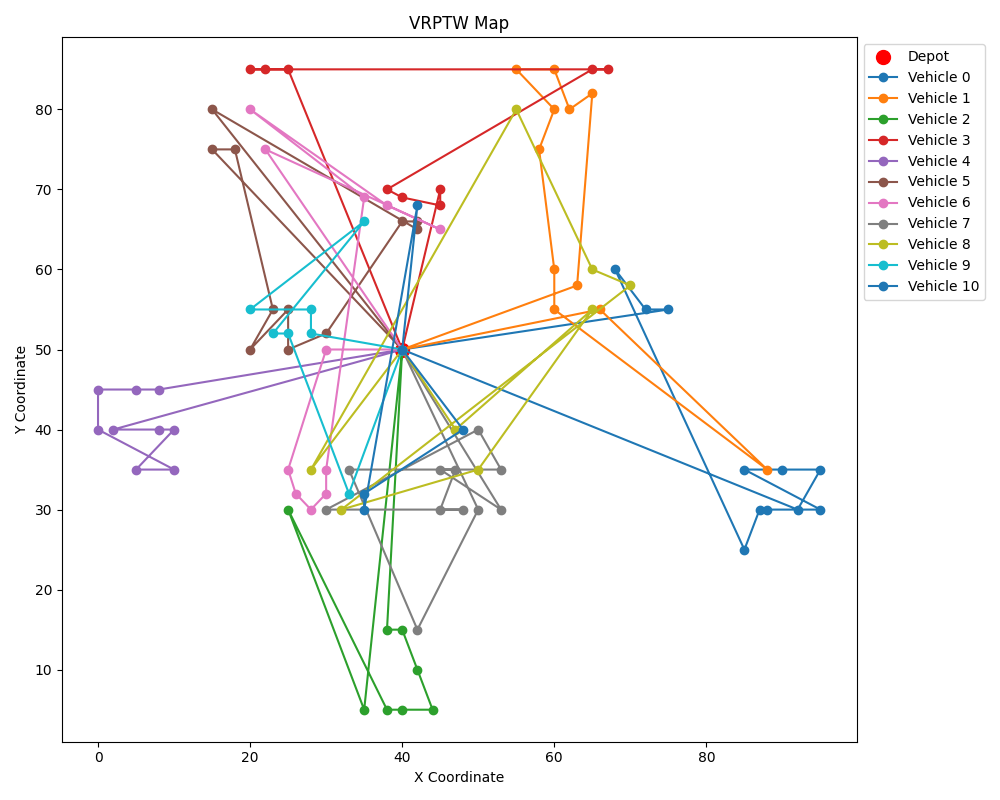 VRPTW Map
Depot
Vehicle 0
Vehicle 1
Vehicle 2
Vehicle 3
Vehicle 4
Vehicle 5
Vehicle 6
Vehicle 7
Vehicle 8
Vehicle 9
Vehicle 10
Y Coordinate
80
70
60
50
40
30
20
10
0 20 40 60 80
X Coordinate